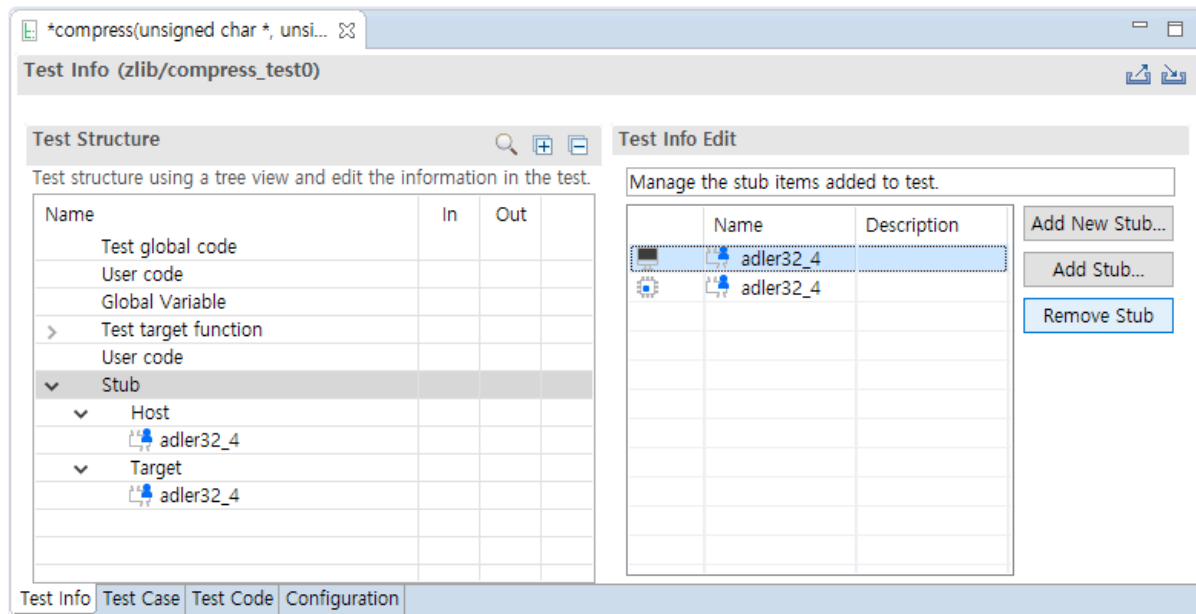 *compress(unsigned char *, unsi...
Test Info (zlib/compress_test0)
Test Structure
Test structure using a tree view and edit the information in the test.
Name In Out
Test global code
User code
Global Variable
Test target function
User code
Stub
Host
adler32_4
Target
adler32_4
Test Info Edit
Manage the stub items added to test.
Name Description
adler32_4
adler32_4
Add New Stub...
Add Stub...
Remove Stub
Test Info Test Case Test Code Configuration